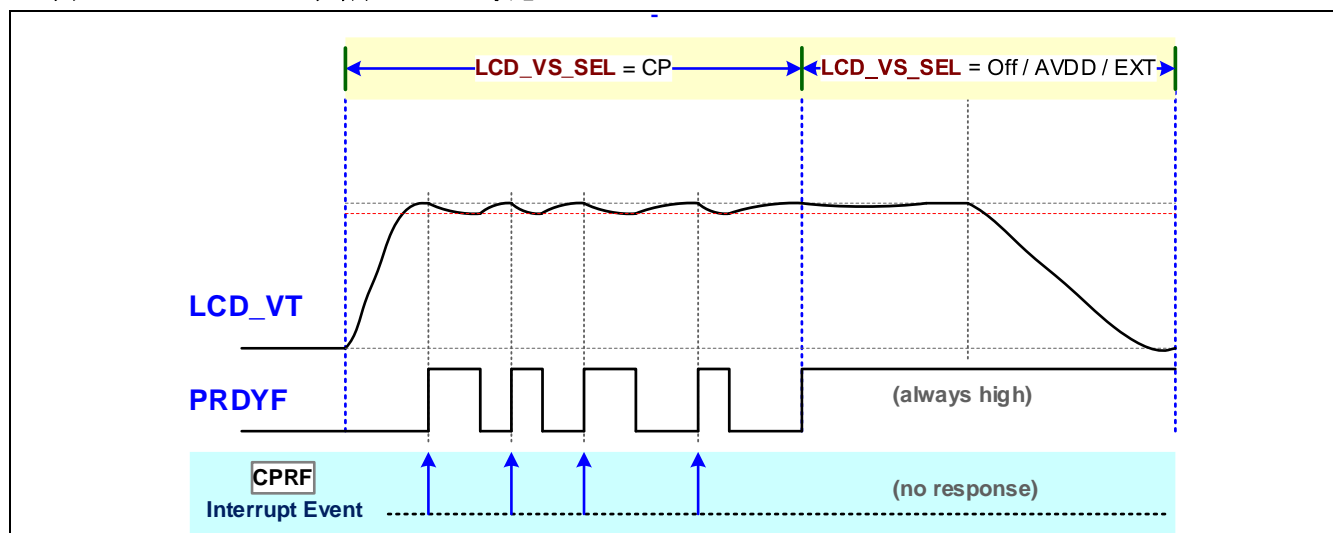 LCD_VS_SEL = CP
LCD_VS_SEL = Off / AVDD / EXT
LCD_VT
PRDYF
(always high)
CPRF
(no response)
Interrupt Event